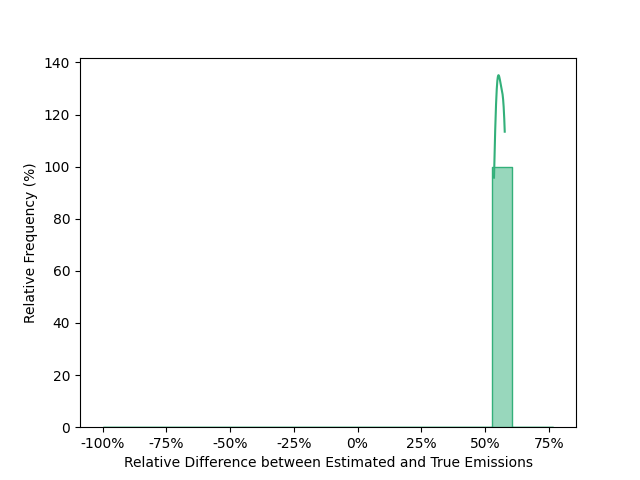 140
120
100
80
60
40
20
0
Relative Frequency (%)
-100% -75% -50% -25% 0% 25% 50% 75%
Relative Difference between Estimated and True Emissions